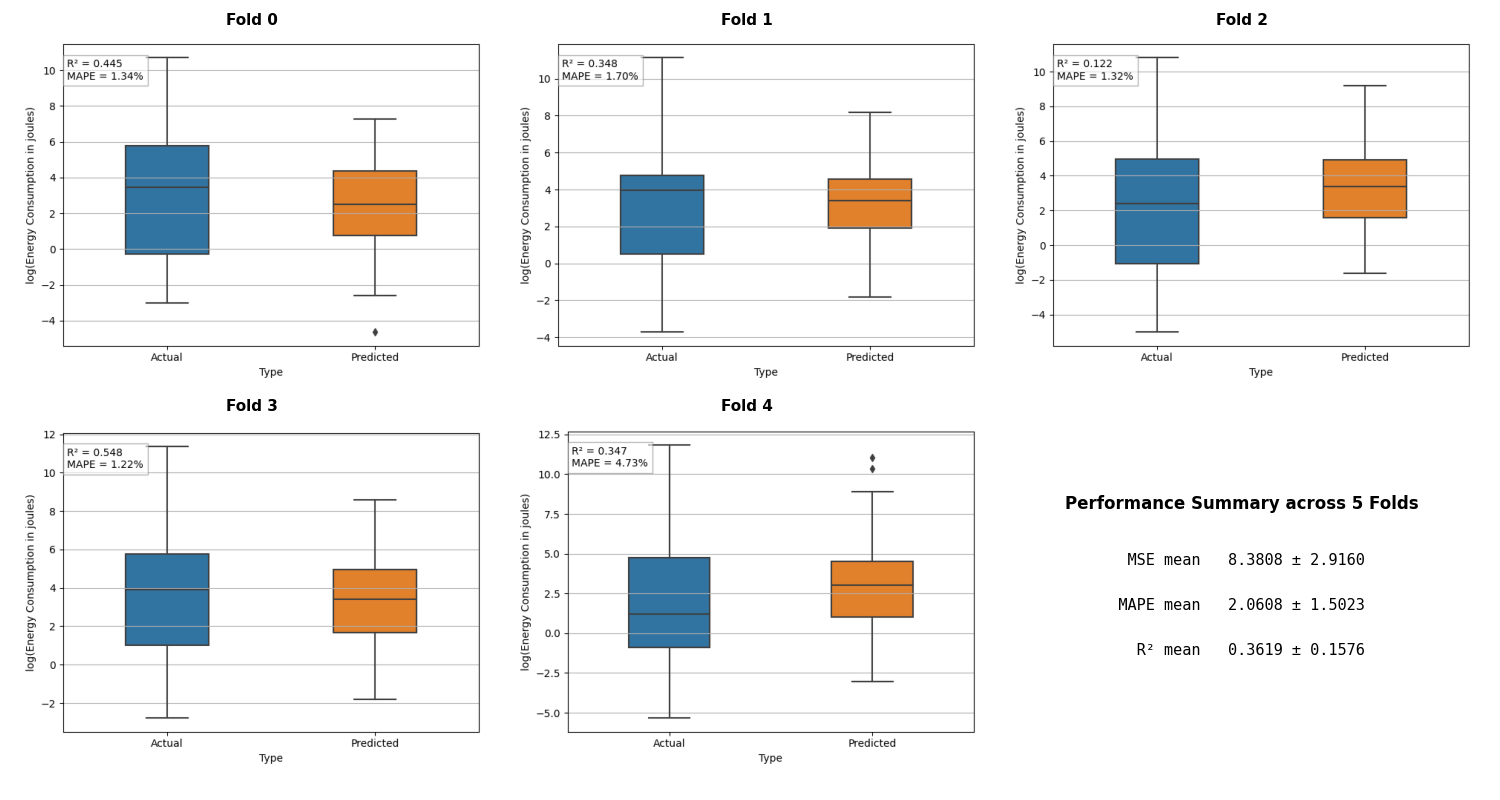 Fold 0
R² = 0.445
MAPE = 1.34%
log(Energy Consumption in joules)
10
8
6
4
2
0
−2
−4
Actual
Predicted
Type
Fold 1
R² = 0.348
MAPE = 1.70%
log(Energy Consumption in joules)
10
8
6
4
2
0
−2
−4
Actual
Predicted
Type
Fold 2
R² = 0.122
MAPE = 1.32%
log(Energy Consumption in joules)
10
8
6
4
2
0
−2
−4
Actual
Predicted
Type
Fold 3
R² = 0.548
MAPE = 1.22%
log(Energy Consumption in joules)
12
10
8
6
4
2
0
−2
Actual
Predicted
Type
Fold 4
R² = 0.347
MAPE = 4.73%
log(Energy Consumption in joules)
12.5
10.0
7.5
5.0
2.5
0.0
−2.5
−5.0
Actual
Predicted
Type
Performance Summary across 5 Folds
MSE mean 8.3808 ± 2.9160
MAPE mean 2.0608 ± 1.5023
R² mean 0.3619 ± 0.1576